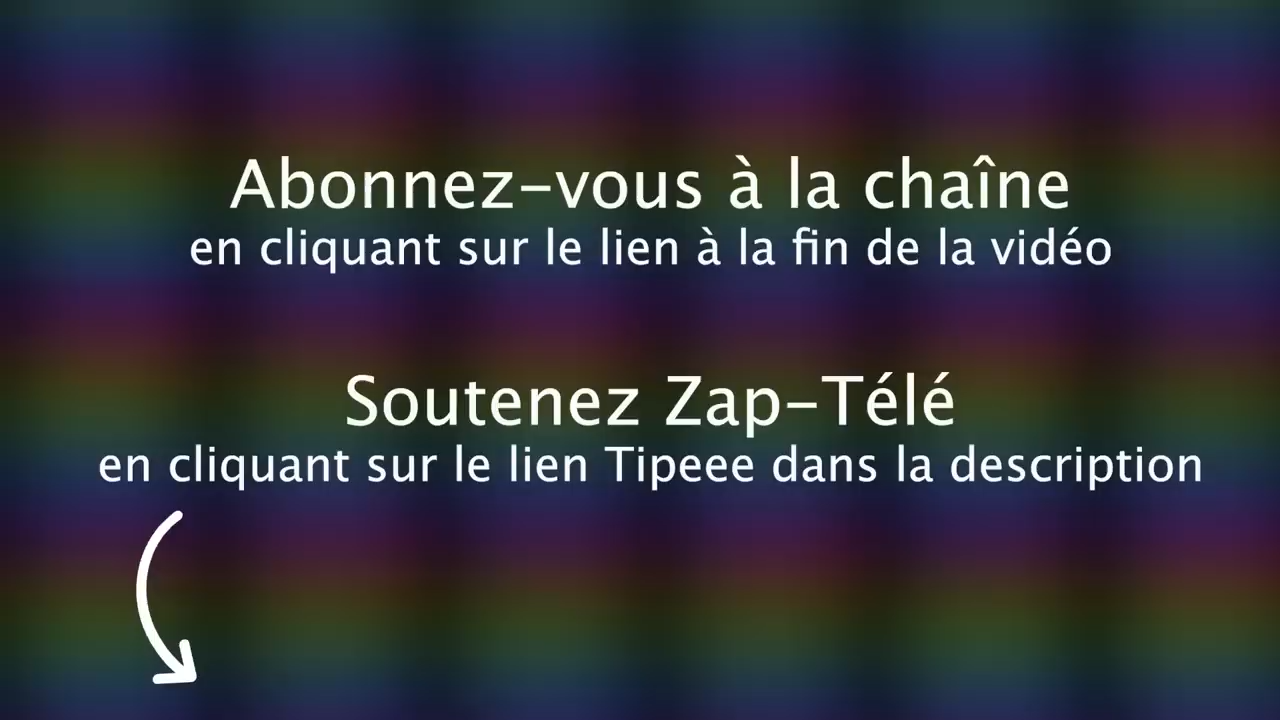 Abonnez-vous à la chaîne
en cliquant sur le lien à la fin de la vidéo
Soutenez Zap-Télé
en cliquant sur le lien Tipeee dans la description